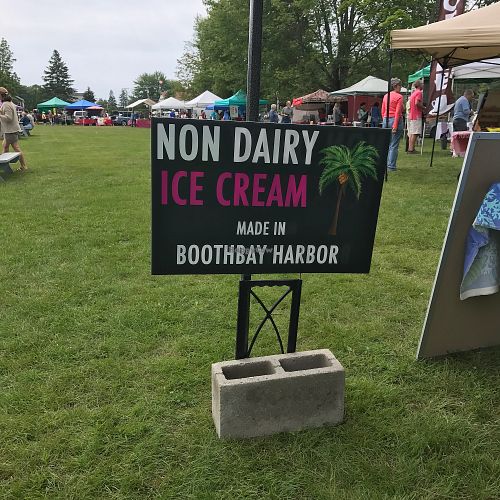 NON DAIRY
ICE CREAM
MADE IN
BOOTHBAY HARBOR